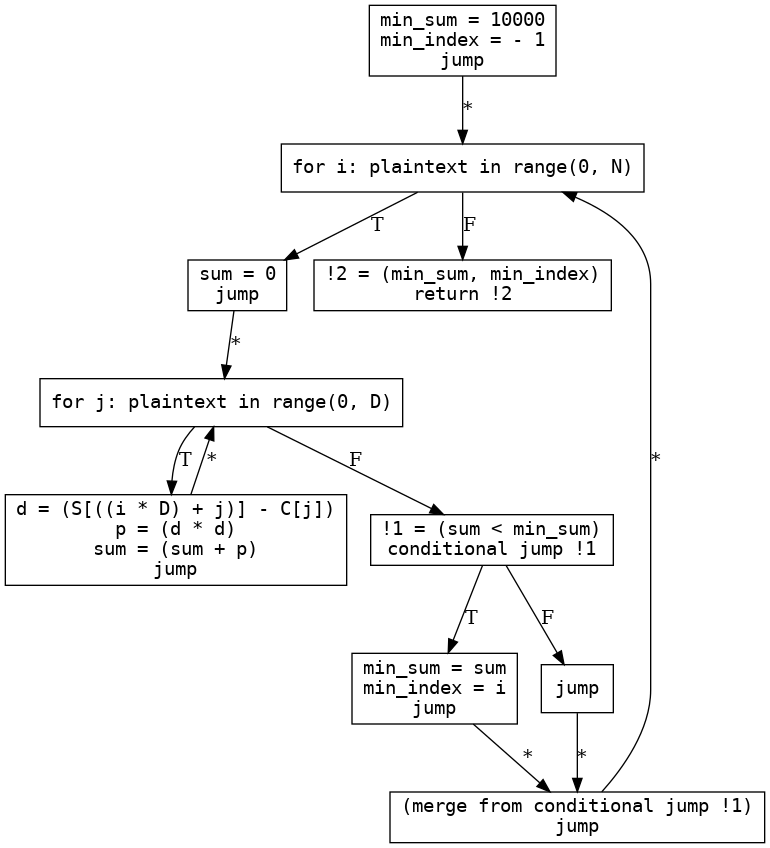 min_sum = 10000
min_index = - 1
jump
*
for i: plaintext in range(0, N)
T
F
sum = 0
jump
!2 = (min_sum, min_index)
return !2
*
for j: plaintext in range(0, D)
T
*
F
*
d = (S[((i * D) + j)] - C[j])
p = (d * d)
sum = (sum + p)
jump
!1 = (sum < min_sum)
conditional jump !1
T
F
min_sum = sum
min_index = i
jump
jump
*
*
(merge from conditional jump !1)
jump